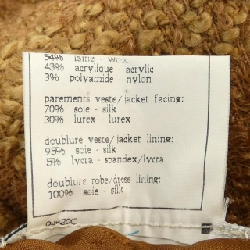 54% laine - wool
43% acrylique acrylic
3% polyamide nylon
parements veste/jacket facing:
70% soie - silk
30% lurex lurex
doublure veste/jacket lining:
95% soie - silk
5% lycra - spandex/lycra
doublure robe/dress lining:
100% soie - silk